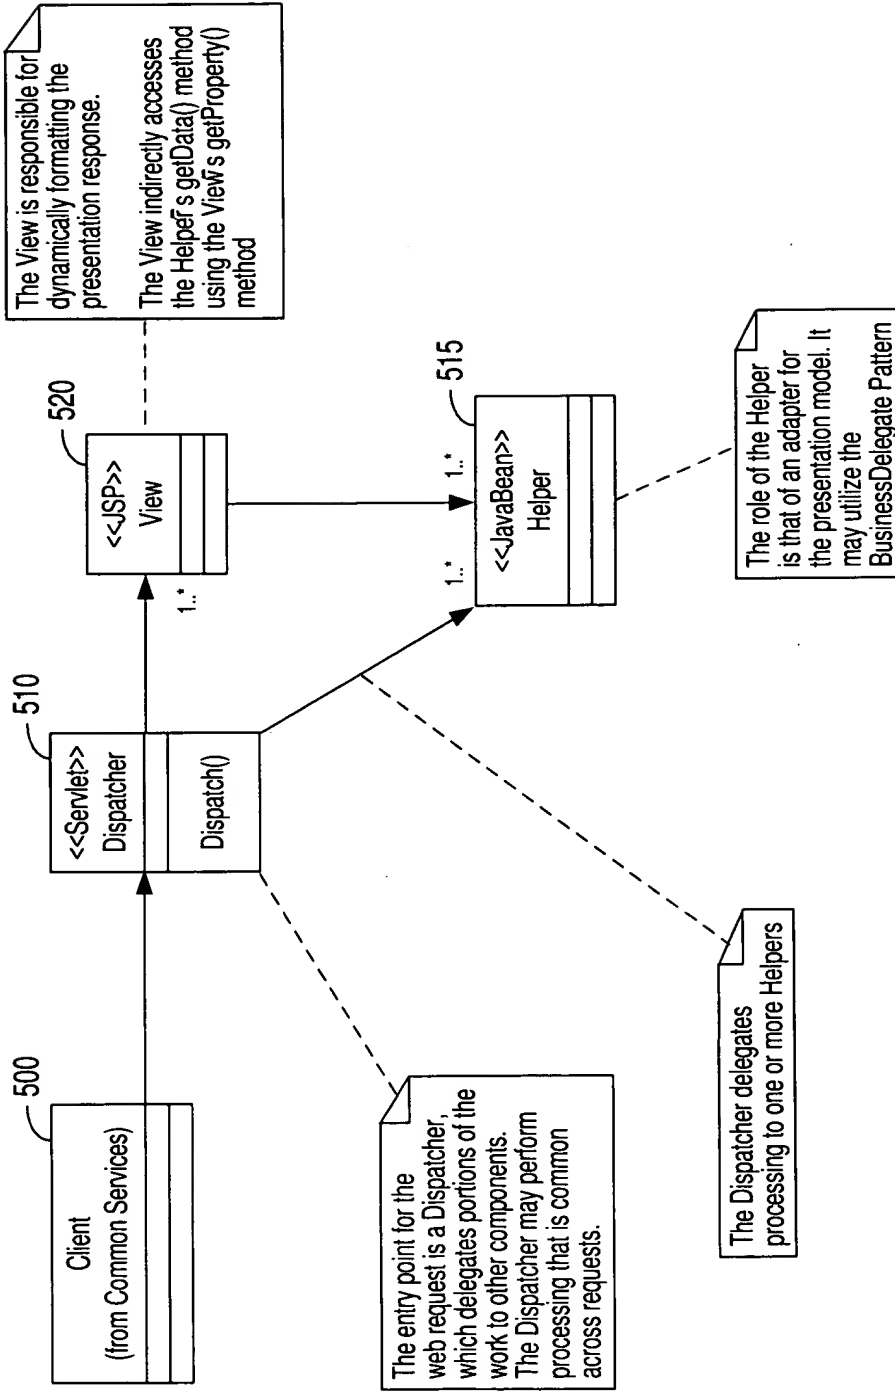 500
Client
(from Common Services)
510
<<Servlet>>
Dispatcher
Dispatch()
520
<<JSP>>
View
1..*
515
1..*
1..*
<<JavaBean>>
Helper
The View is responsible for
dynamically formatting the
presentation response.
The View indirectly accesses
the Helper's getData() method
using the View's getProperty()
method
The entry point for the
web request is a Dispatcher,
which delegates portions of the
work to other components.
The Dispatcher may perform
processing that is common
across requests.
The Dispatcher delegates
processing to one or more Helpers
The role of the Helper
is that of an adapter for
the presentation model. It
may utilize the
BusinessDelegate Pattern